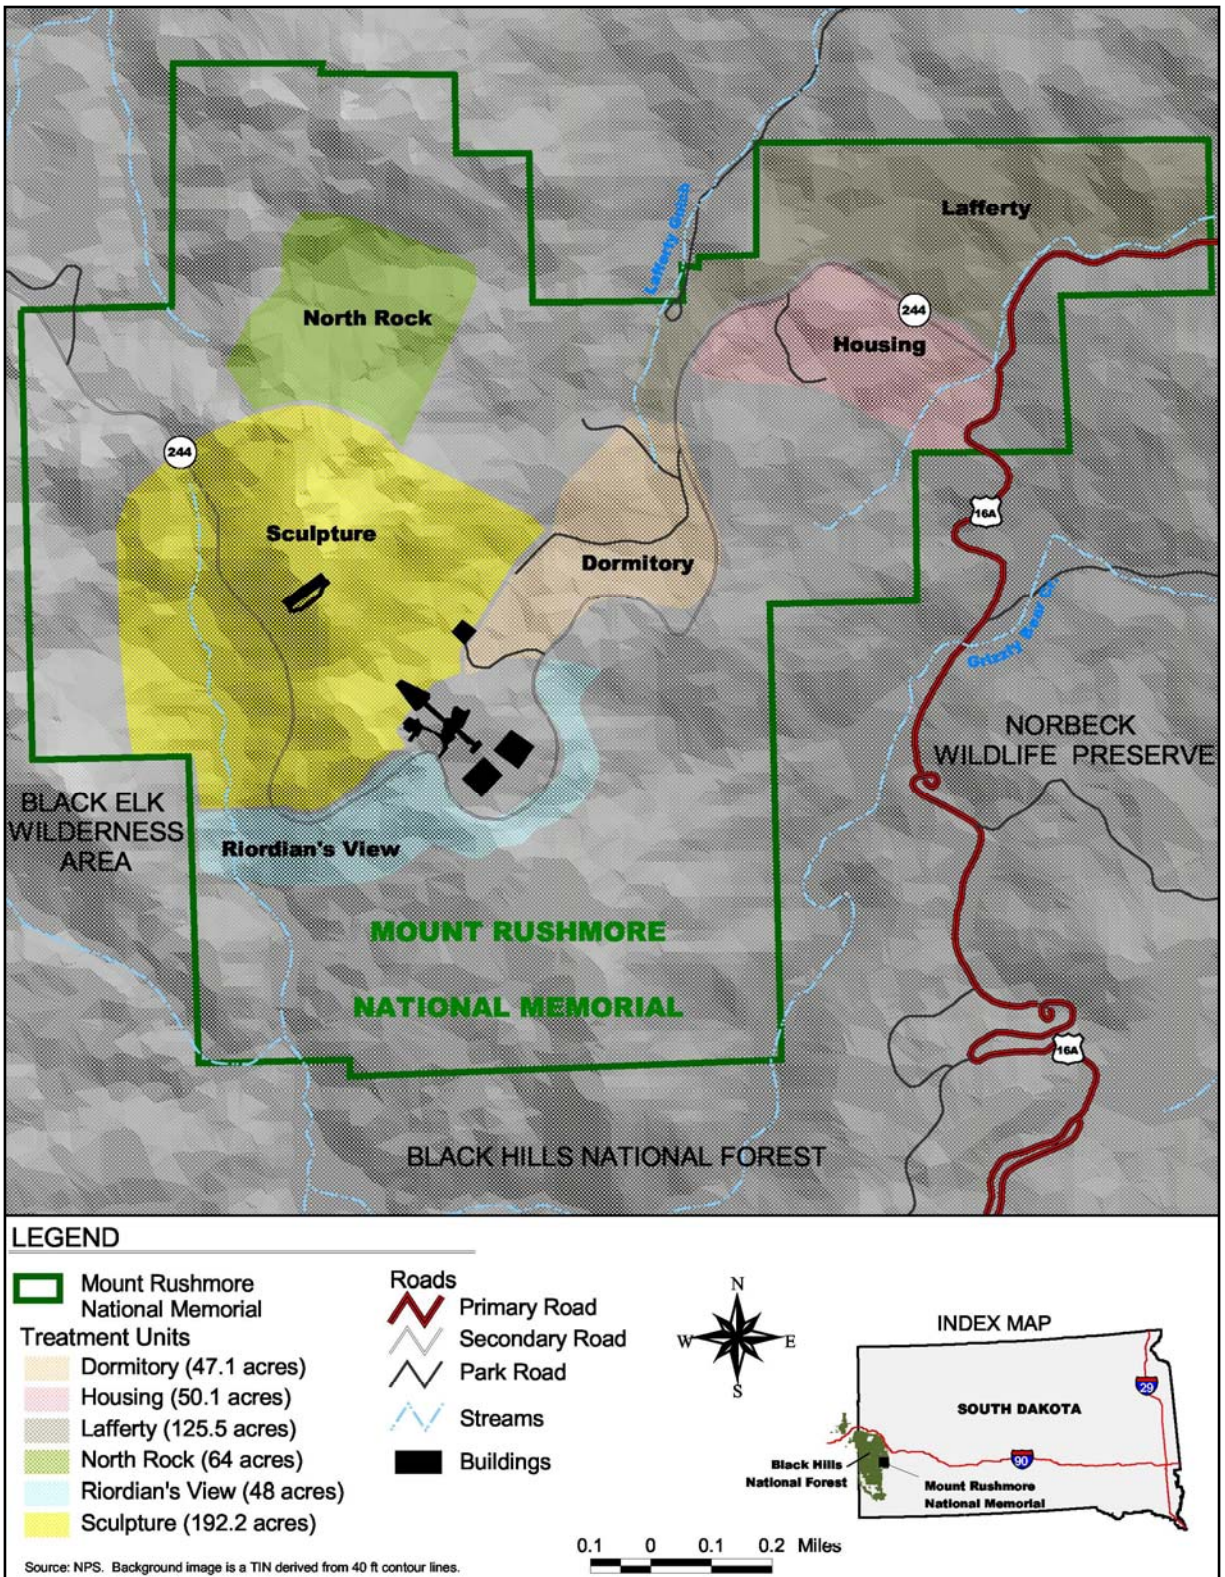 Lafferty
Lafferty Gulch
North Rock
244
Housing
244
Sculpture
16A
Dormitory
Grizzly Bear Cr.
NORBECK
WILDLIFE PRESERVE
BLACK ELK
WILDERNESS
AREA
Riordian's View
MOUNT RUSHMORE
NATIONAL MEMORIAL
16A
BLACK HILLS NATIONAL FOREST
LEGEND
Mount Rushmore
National Memorial
Treatment Units
Dormitory (47.1 acres)
Housing (50.1 acres)
Lafferty (125.5 acres)
North Rock (64 acres)
Riordian's View (48 acres)
Sculpture (192.2 acres)
Source: NPS. Background image is a TIN derived from 40 ft contour lines.
Roads
Primary Road
Secondary Road
Park Road
Streams
Buildings
N
W E
S
0.1 0 0.1 0.2 Miles
INDEX MAP
29
SOUTH DAKOTA
90
Black Hills
National Forest
Mount Rushmore
National Memorial